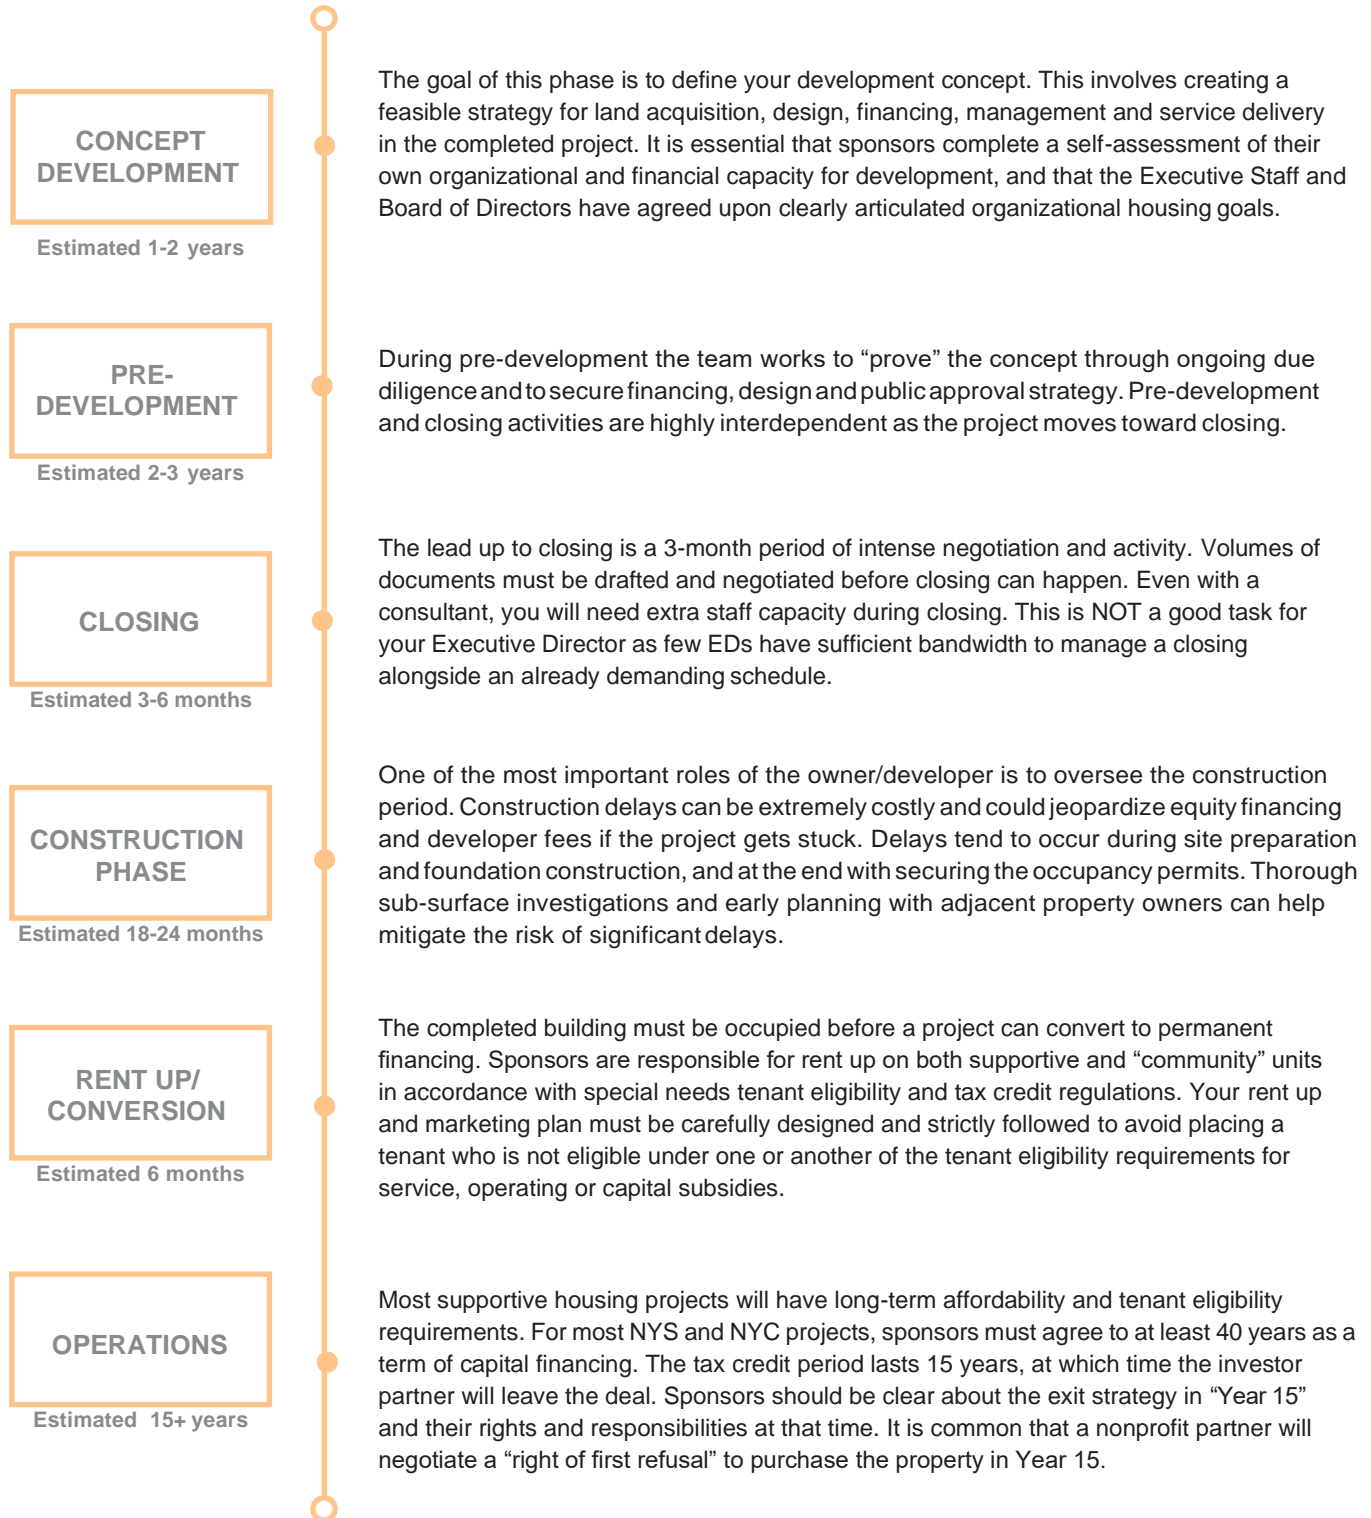 CONCEPT
DEVELOPMENT
Estimated 1-2 years
The goal of this phase is to define your development concept. This involves creating a
feasible strategy for land acquisition, design, financing, management and service delivery
in the completed project. It is essential that sponsors complete a self-assessment of their
own organizational and financial capacity for development, and that the Executive Staff and
Board of Directors have agreed upon clearly articulated organizational housing goals.
PRE-
DEVELOPMENT
Estimated 2-3 years
During pre-development the team works to “prove” the concept through ongoing due
diligence and to secure financing, design and public approval strategy. Pre-development
and closing activities are highly interdependent as the project moves toward closing.
CLOSING
Estimated 3-6 months
The lead up to closing is a 3-month period of intense negotiation and activity. Volumes of
documents must be drafted and negotiated before closing can happen. Even with a
consultant, you will need extra staff capacity during closing. This is NOT a good task for
your Executive Director as few EDs have sufficient bandwidth to manage a closing
alongside an already demanding schedule.
CONSTRUCTION
PHASE
Estimated 18-24 months
One of the most important roles of the owner/developer is to oversee the construction
period. Construction delays can be extremely costly and could jeopardize equity financing
and developer fees if the project gets stuck. Delays tend to occur during site preparation
and foundation construction, and at the end with securing the occupancy permits. Thorough
sub-surface investigations and early planning with adjacent property owners can help
mitigate the risk of significant delays.
RENT UP/
CONVERSION
Estimated 6 months
The completed building must be occupied before a project can convert to permanent
financing. Sponsors are responsible for rent up on both supportive and “community” units
in accordance with special needs tenant eligibility and tax credit regulations. Your rent up
and marketing plan must be carefully designed and strictly followed to avoid placing a
tenant who is not eligible under one or another of the tenant eligibility requirements for
service, operating or capital subsidies.
OPERATIONS
Estimated 15+ years
Most supportive housing projects will have long-term affordability and tenant eligibility
requirements. For most NYS and NYC projects, sponsors must agree to at least 40 years as a
term of capital financing. The tax credit period lasts 15 years, at which time the investor
partner will leave the deal. Sponsors should be clear about the exit strategy in “Year 15”
and their rights and responsibilities at that time. It is common that a nonprofit partner will
negotiate a “right of first refusal” to purchase the property in Year 15.